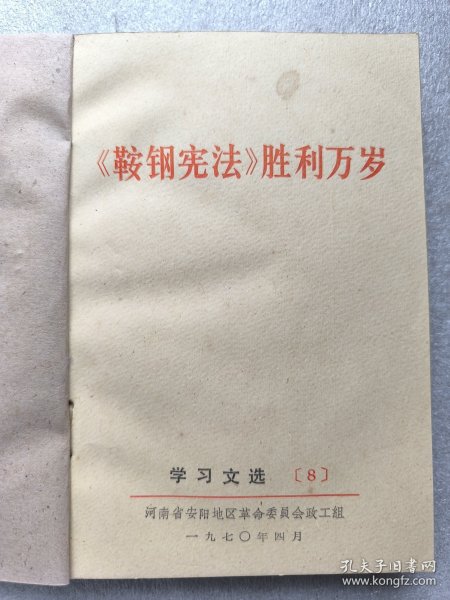 《鞍钢宪法》胜利万岁
学习文选 〔8〕
河南省安阳地区革命委员会政工组
一九七〇年四月
孔夫子旧书网
www.kongfz.com